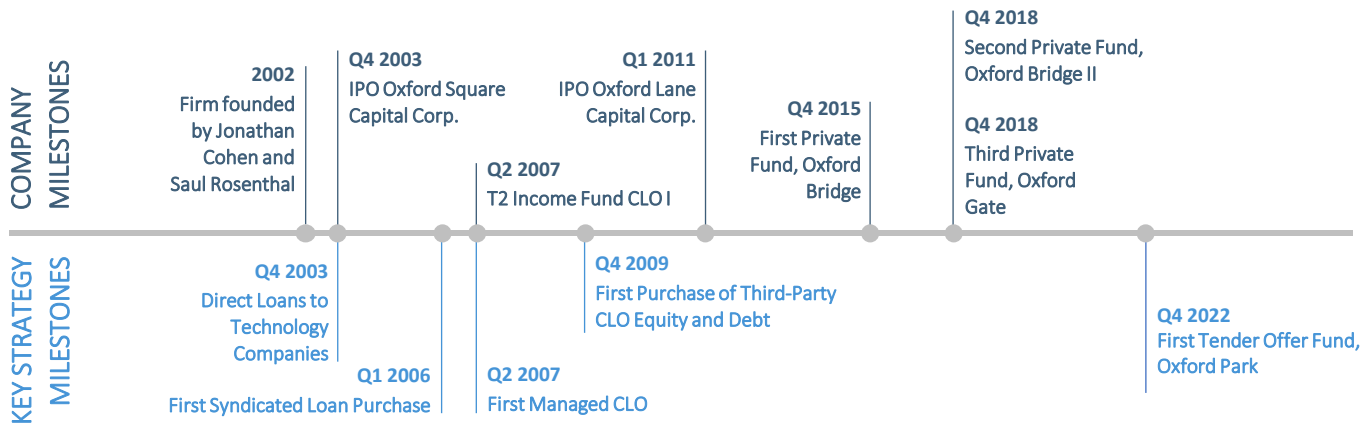 COMPANY
MILESTONES
2002
Firm founded
by Jonathan
Cohen and
Saul Rosenthal
Q4 2003
IPO Oxford Square
Capital Corp.
Q2 2007
T2 Income Fund CLO I
Q1 2011
IPO Oxford Lane
Capital Corp.
Q4 2015
First Private
Fund, Oxford
Bridge
Q4 2018
Second Private Fund,
Oxford Bridge II
Q4 2018
Third Private
Fund, Oxford
Gate
KEY STRATEGY
MILESTONES
Q4 2003
Direct Loans to
Technology
Companies
Q1 2006
First Syndicated Loan Purchase
Q2 2007
First Managed CLO
Q4 2009
First Purchase of Third-Party
CLO Equity and Debt
Q4 2022
First Tender Offer Fund,
Oxford Park